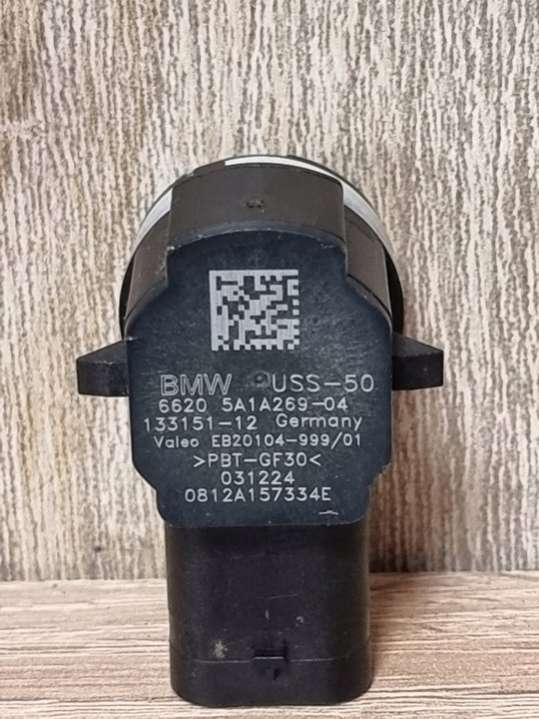 BMW USS-50
6620 5A1A269-04
133151-12 Germany
Valeo EB20104-999/01
>PBT-GF30<
031224
0812A157334E